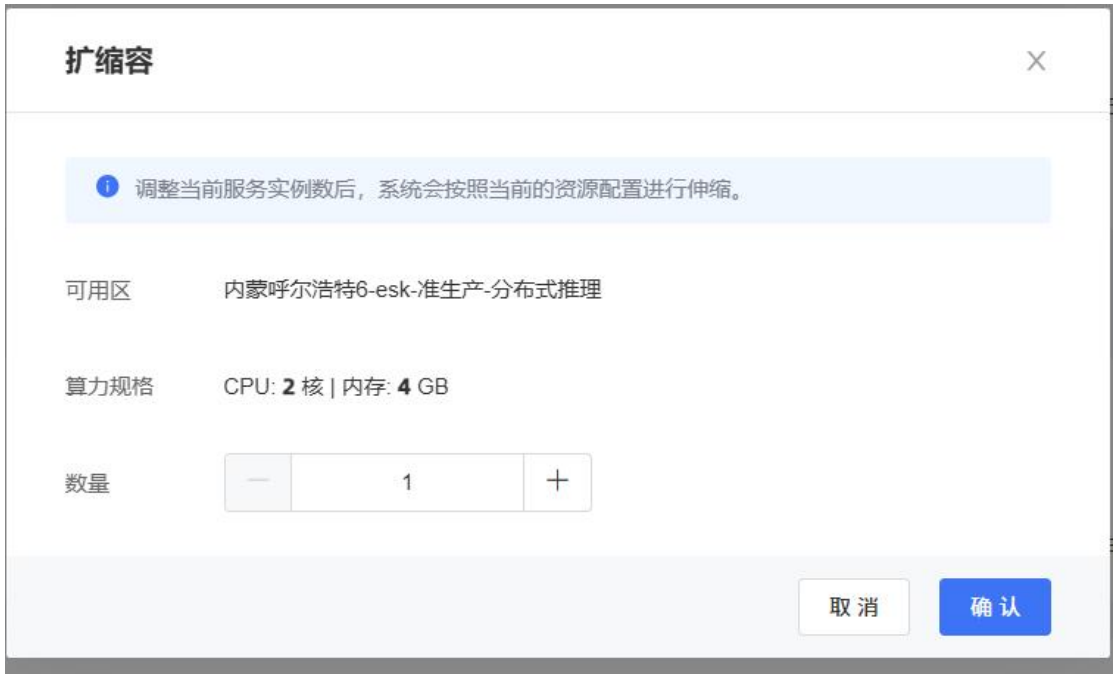 扩缩容
调整当前服务实例数后，系统会按照当前的资源配置进行伸缩。
可用区 内蒙呼尔浩特6-esk-准生产-分布式推理
算力规格 CPU: 2 核 | 内存: 4 GB
数量 1
取消 确认